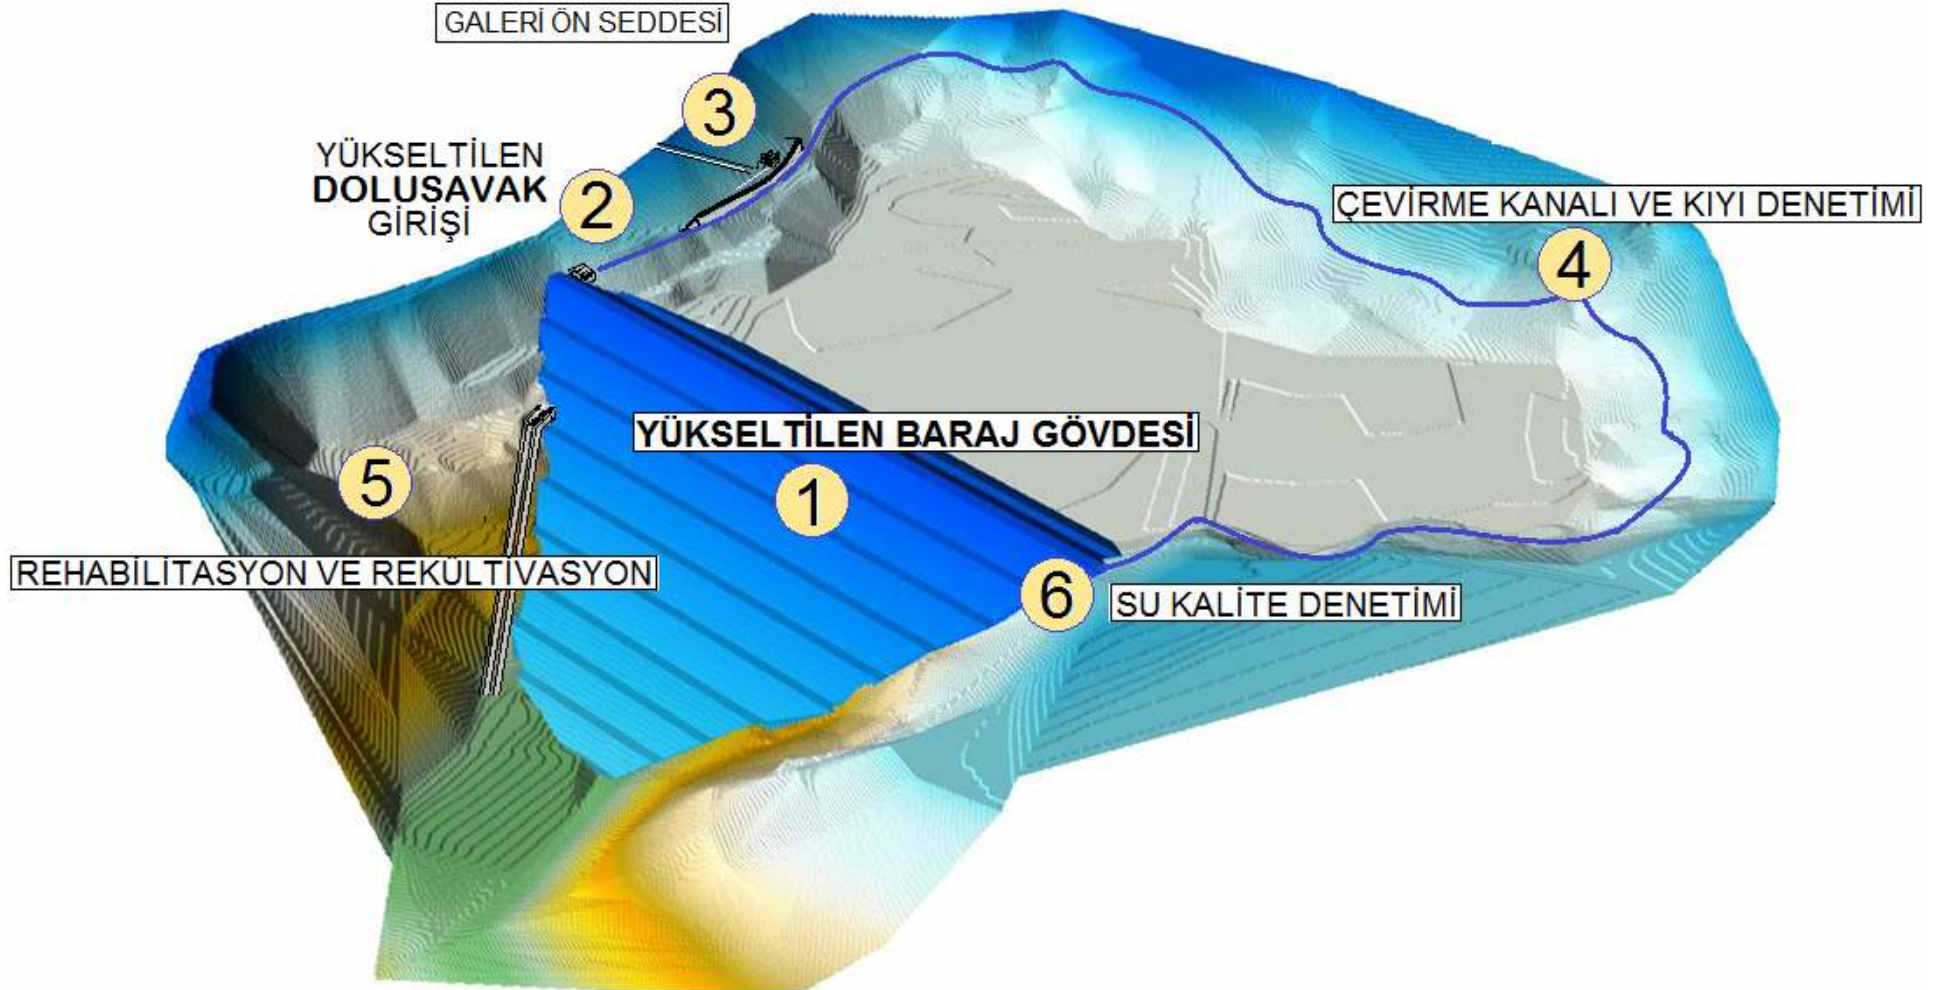 GALERİ ÖN SEDDESİ
3
YÜKSELTİLEN
DOLUSAVAK
GİRİŞİ
2
ÇEVİRME KANALI VE KIYI DENETİMİ
4
YÜKSELTİLEN BARAJ GÖVDESİ
1
5
REHABİLİTASYON VE REKÜLTİVASYON
6
SU KALİTE DENETİMİ